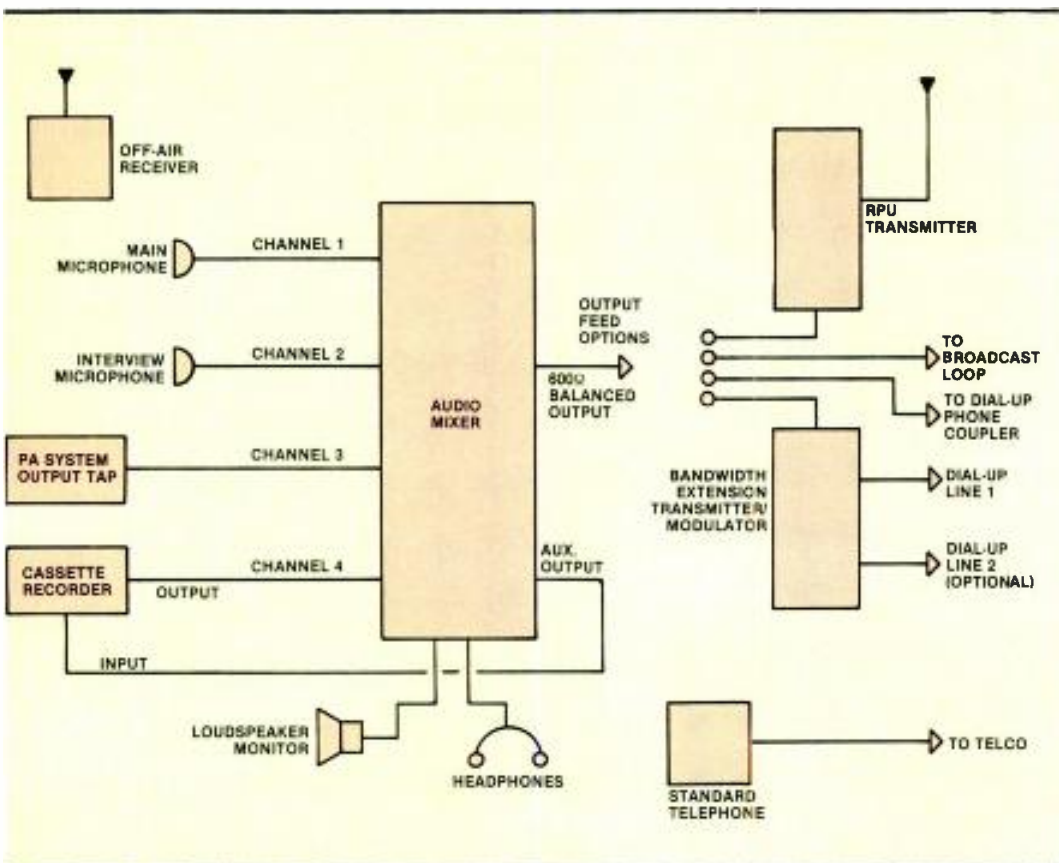 OFF-AIR
RECEIVER
MAIN
MICROPHONE
CHANNEL 1
INTERVIEW
MICROPHONE
CHANNEL 2
PA SYSTEM
OUTPUT TAP
CHANNEL 3
CASSETTE
RECORDER
OUTPUT
CHANNEL 4
INPUT
AUDIO
MIXER
AUX.
OUTPUT
LOUDSPEAKER
MONITOR
HEADPHONES
OUTPUT
FEED
OPTIONS
600Ω
BALANCED
OUTPUT
RPU
TRANSMITTER
TO
BROADCAST
LOOP
TO DIAL-UP
PHONE
COUPLER
BANDWIDTH
EXTENSION
TRANSMITTER/
MODULATOR
DIAL-UP
LINE 1
DIAL-UP
LINE 2
(OPTIONAL)
STANDARD
TELEPHONE
TO TELCO